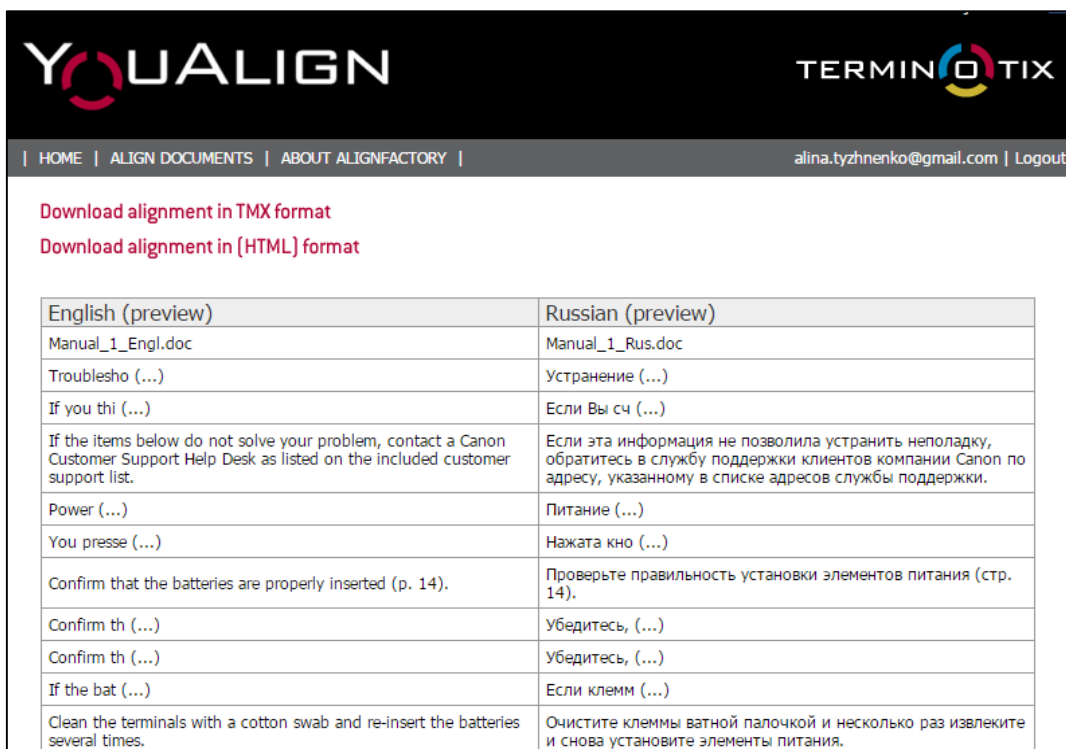 YOUALIGN
TERMINOTIX
| HOME | ALIGN DOCUMENTS | ABOUT ALIGNFACTORY |
alina.tyzhnenko@gmail.com | Logout
Download alignment in TMX format
Download alignment in (HTML) format
English (preview)
Russian (preview)
Manual_1_Engl.doc
Manual_1_Rus.doc
Troublesho (...)
Устранение (...)
If you thi (...)
Если Вы сч (...)
If the items below do not solve your problem, contact a Canon
Customer Support Help Desk as listed on the included customer
support list.
Если эта информация не позволила устранить неполадку,
обратитесь в службу поддержки клиентов компании Canon по
адресу, указанному в списке адресов службы поддержки.
Power (...)
Питание (...)
You presse (...)
Нажата кно (...)
Confirm that the batteries are properly inserted (p. 14).
Проверьте правильность установки элементов питания (стр.
14).
Confirm th (...)
Убедитесь, (...)
Confirm th (...)
Убедитесь, (...)
If the bat (...)
Если клемм (...)
Clean the terminals with a cotton swab and re-insert the batteries
several times.
Очистите клеммы ватной палочкой и несколько раз извлеките
и снова установите элементы питания.